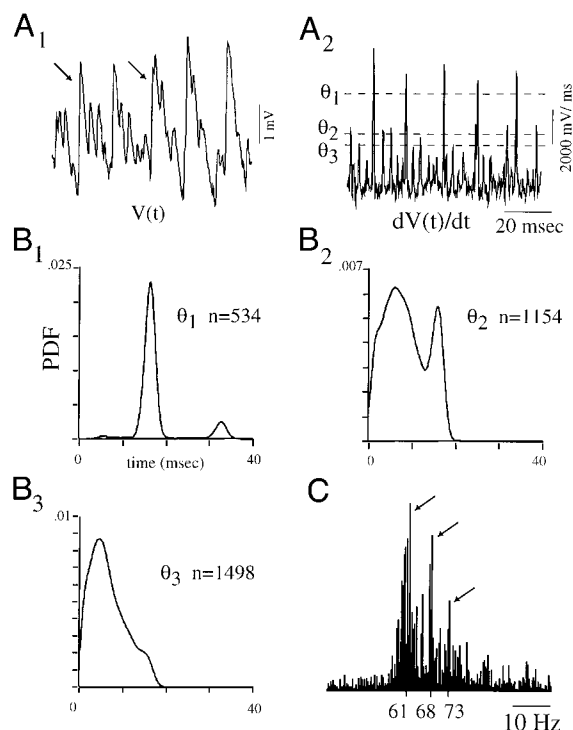 A1
A2
1 mV
V(t)
θ1
θ2
θ3
2000 mV/ ms
dV(t)/dt
20 msec
B1
.025
PDF
θ1 n=534
0
time (msec)
40
B2
.007
θ2 n=1154
0
40
B3
.01
θ3 n=1498
0
0
40
C
61
68
73
10 Hz